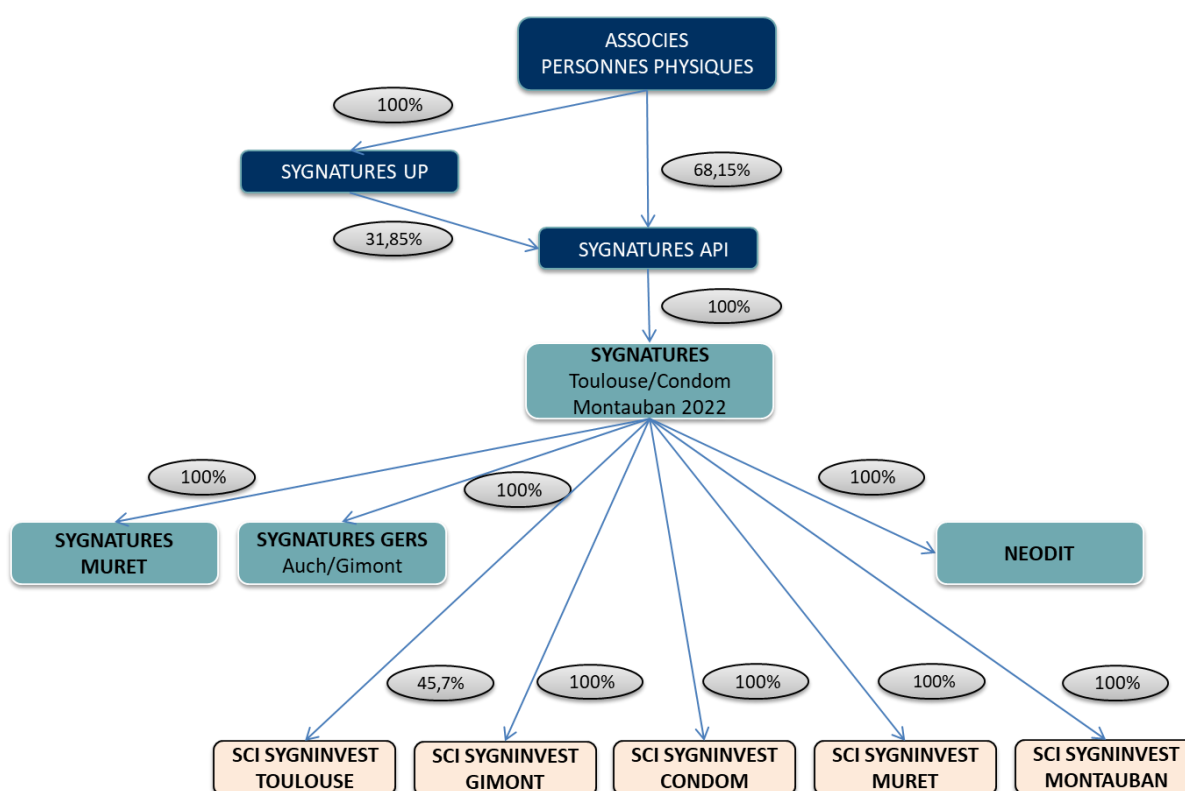 ASSOCIES
PERSONNES PHYSIQUES
100%
SYGNATURES UP
68,15%
31,85%
SYGNATURES API
100%
SYGNATURES
Toulouse/Condom
Montauban 2022
100%
100%
100%
SYGNATURES
MURET
SYGNATURES GERS
Auch/Gimont
NEODIT
45,7%
100%
100%
100%
100%
SCI SYGNINVEST
TOULOUSE
SCI SYGNINVEST
GIMONT
SCI SYGNINVEST
CONDOM
SCI SYGNINVEST
MURET
SCI SYGNINVEST
MONTAUBAN